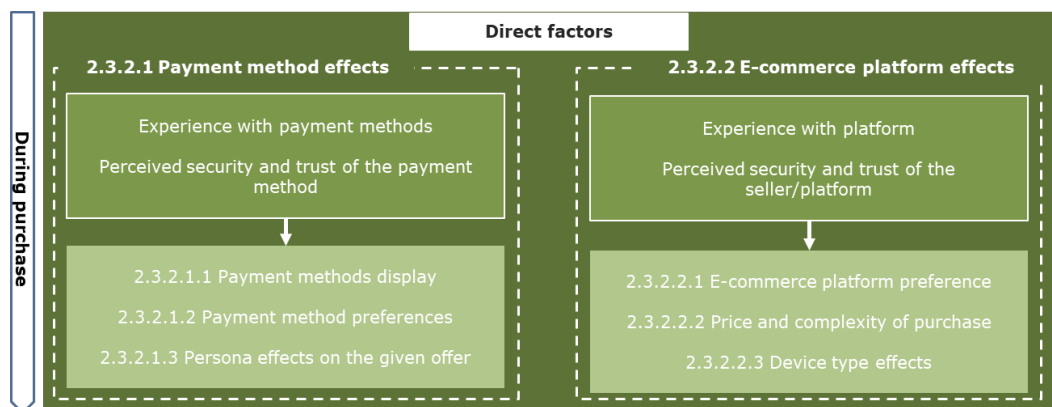 During purchase
Direct factors
2.3.2.1 Payment method effects
Experience with payment methods
Perceived security and trust of the payment
method
2.3.2.1.1 Payment methods display
2.3.2.1.2 Payment method preferences
2.3.2.1.3 Persona effects on the given offer
2.3.2.2 E-commerce platform effects
Experience with platform
Perceived security and trust of the
seller/platform
2.3.2.2.1 E-commerce platform preference
2.3.2.2.2 Price and complexity of purchase
2.3.2.2.3 Device type effects